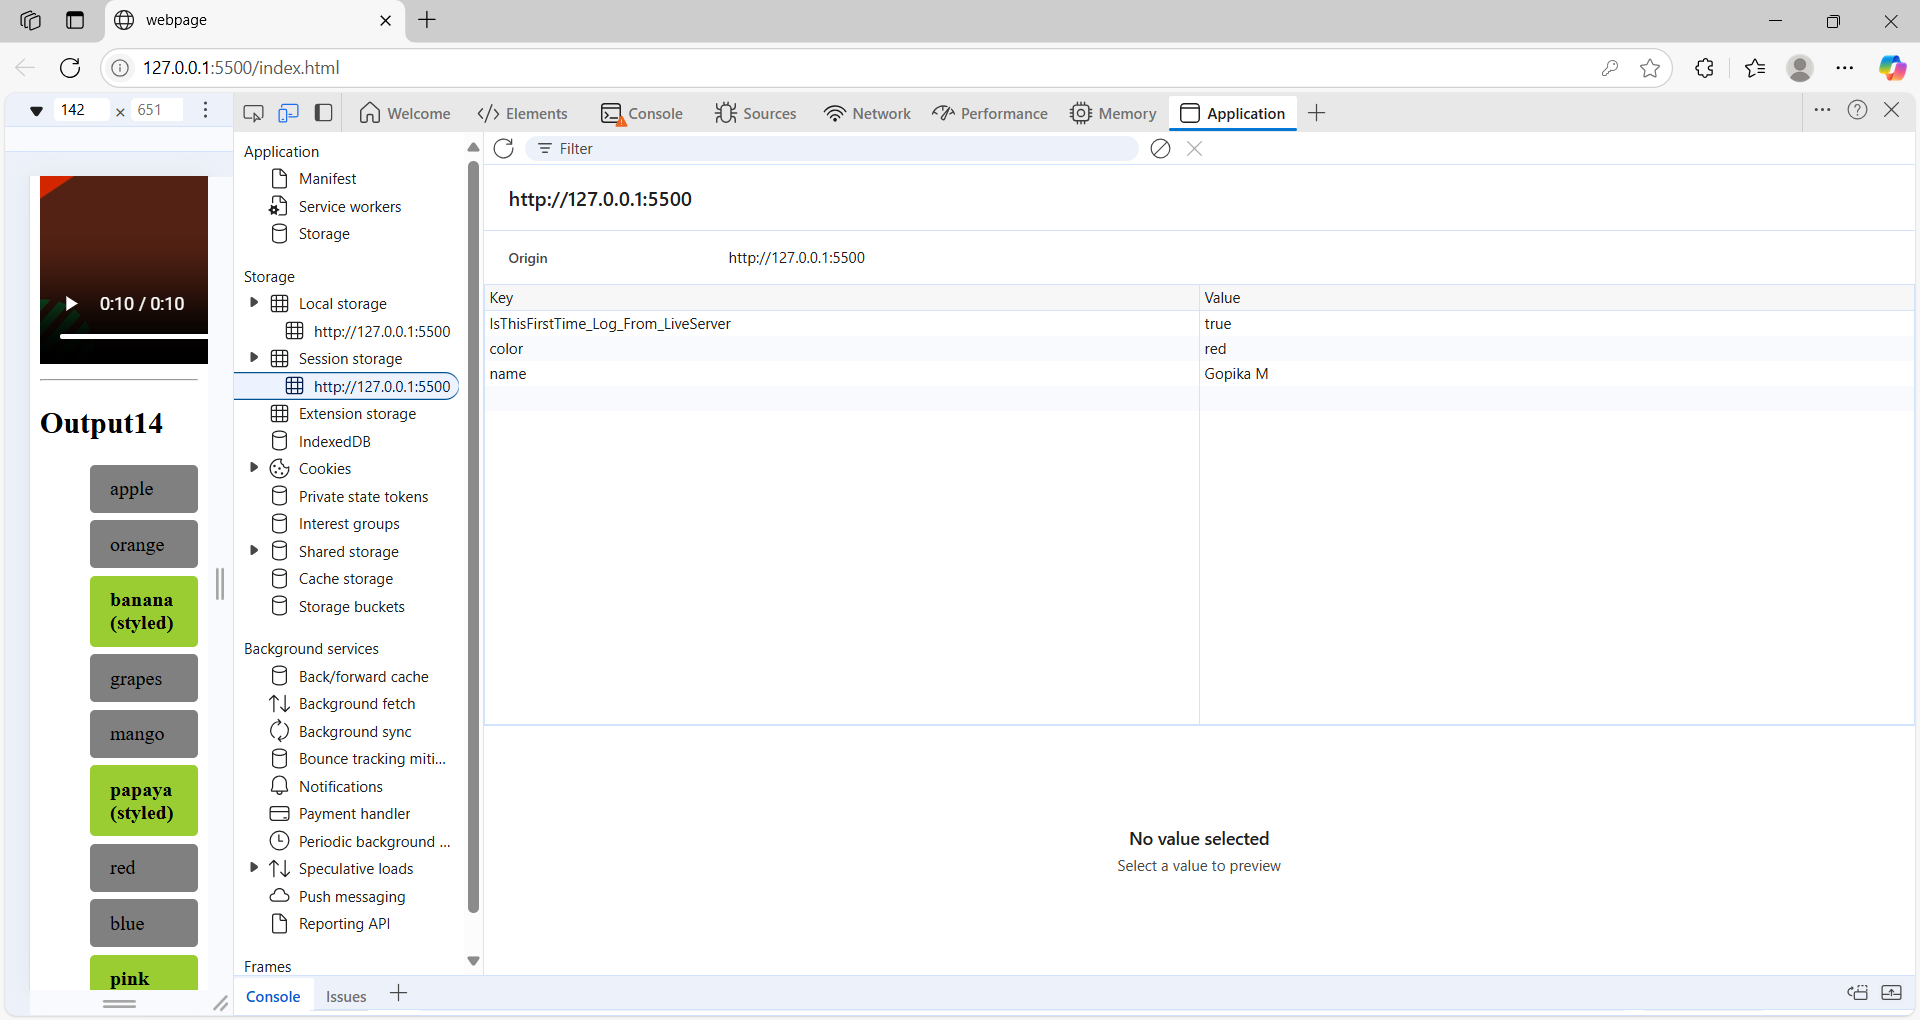 webpage
127.0.0.1:5500/index.html
142 × 651
Welcome
Elements
Console
Sources
Network
Performance
Memory
Application
0:10 / 0:10
Output14
apple
orange
banana
(styled)
grapes
mango
papaya
(styled)
red
blue
pink
Application
Manifest
Service workers
Storage
Storage
Local storage
http://127.0.0.1:5500
Session storage
http://127.0.0.1:5500
Extension storage
IndexedDB
Cookies
Private state tokens
Interest groups
Shared storage
Cache storage
Storage buckets
Background services
Back/forward cache
Background fetch
Background sync
Bounce tracking miti...
Notifications
Payment handler
Periodic background ...
Speculative loads
Push messaging
Reporting API
Frames
Filter
http://127.0.0.1:5500
Origin http://127.0.0.1:5500
Key Value
IsThisFirstTime_Log_From_LiveServer true
color red
name Gopika M
No value selected
Select a value to preview
Console
Issues